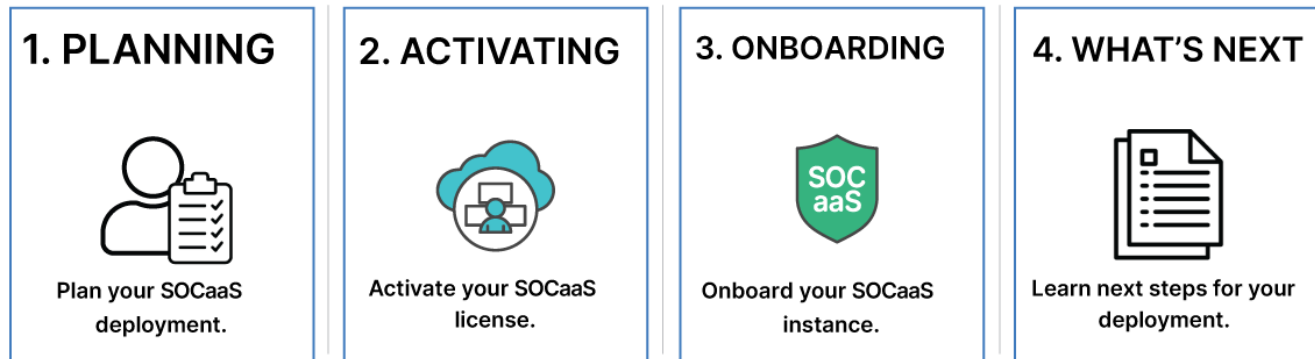 1. PLANNING
Plan your SOCaaS
deployment.
2. ACTIVATING
Activate your SOCaaS
license.
3. ONBOARDING
SOC
aaS
Onboard your SOCaaS
instance.
4. WHAT'S NEXT
Learn next steps for your
deployment.